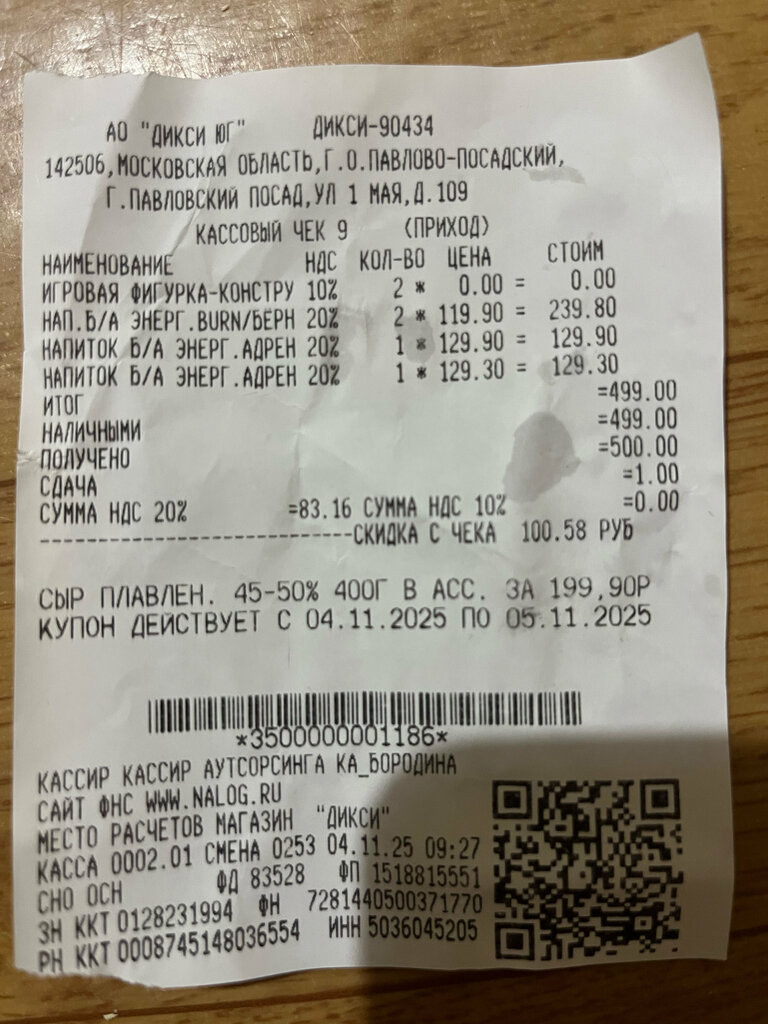 АО "ДИКСИ ЮГ" ДИКСИ-90434
142506,МОСКОВСКАЯ ОБЛАСТЬ,Г.О.ПАВЛОВО-ПОСАДСКИЙ,
Г.ПАВЛОВСКИЙ ПОСАД,УЛ 1 МАЯ,Д.109
КАССОВЫЙ ЧЕК 9 (ПРИХОД)
НАИМЕНОВАНИЕ НДС КОЛ-ВО ЦЕНА СТОИМ
ИГРОВАЯ ФИГУРКА-КОНСТРУ 10% 2 * 0.00 = 0.00
НАП.Б/А ЭНЕРГ.BURN/БЕРН 20% 2 * 119.90 = 239.80
НАПИТОК Б/А ЭНЕРГ.АДРЕН 20% 1 * 129.90 = 129.90
НАПИТОК Б/А ЭНЕРГ.АДРЕН 20% 1 * 129.30 = 129.30
ИТОГ =499.00
НАЛИЧНЫМИ =499.00
ПОЛУЧЕНО =500.00
СДАЧА =1.00
СУММА НДС 20% =83.16 СУММА НДС 10% =0.00
----------------------------СКИДКА С ЧЕКА 100.58 РУБ
СЫР ПЛАВЛЕН. 45-50% 400Г В АСС. ЗА 199,90Р
КУПОН ДЕЙСТВУЕТ С 04.11.2025 ПО 05.11.2025
*3500000001186*
КАССИР КАССИР АУТСОРСИНГА КА_БОРОДИНА
САЙТ ФНС WWW.NALOG.RU
МЕСТО РАСЧЕТОВ МАГАЗИН "ДИКСИ"
КАССА 0002.01 СМЕНА 0253 04.11.25 09:27
СНО ОСН ФД 83528 ФП 1518815551
ЗН ККТ 0128231994 ФН 7281440500371770
РН ККТ 0008745148036554 ИНН 5036045205